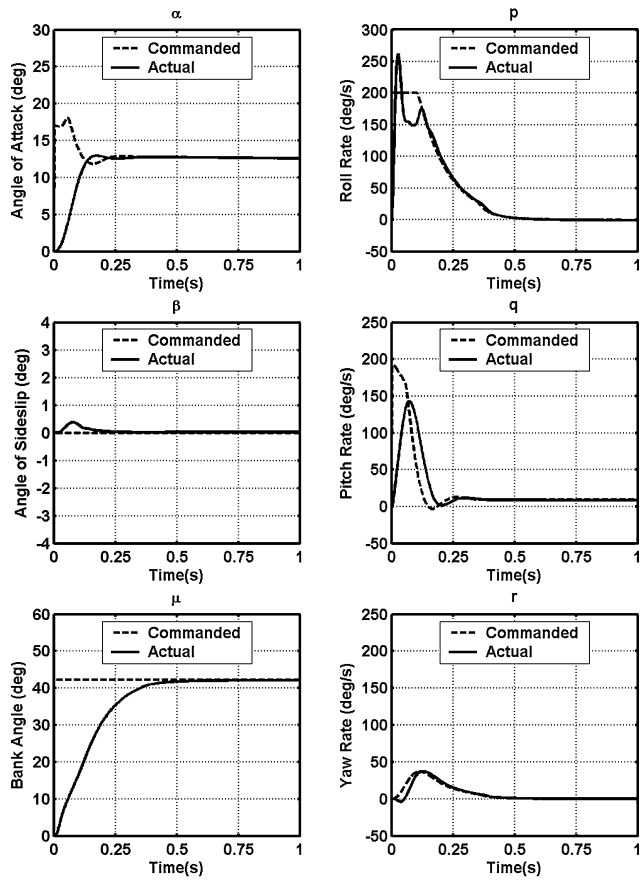 α
30
25
20
15
10
5
0
Angle of Attack (deg)
Commanded
Actual
0 0.25 0.5 0.75 1
Time(s)
p
300
250
200
150
100
50
0
-50
Roll Rate (deg/s)
Commanded
Actual
0 0.25 0.5 0.75 1
Time(s)
β
4
3
2
1
0
-1
-2
-3
-4
Angle of Sideslip (deg)
Commanded
Actual
0 0.25 0.5 0.75 1
Time(s)
q
250
200
150
100
50
0
-50
Pitch Rate (deg/s)
Commanded
Actual
0 0.25 0.5 0.75 1
Time(s)
μ
60
50
40
30
20
10
0
Bank Angle (deg)
Commanded
Actual
0 0.25 0.5 0.75 1
Time(s)
r
250
200
150
100
50
0
-50
Yaw Rate (deg/s)
Commanded
Actual
0 0.25 0.5 0.75 1
Time(s)